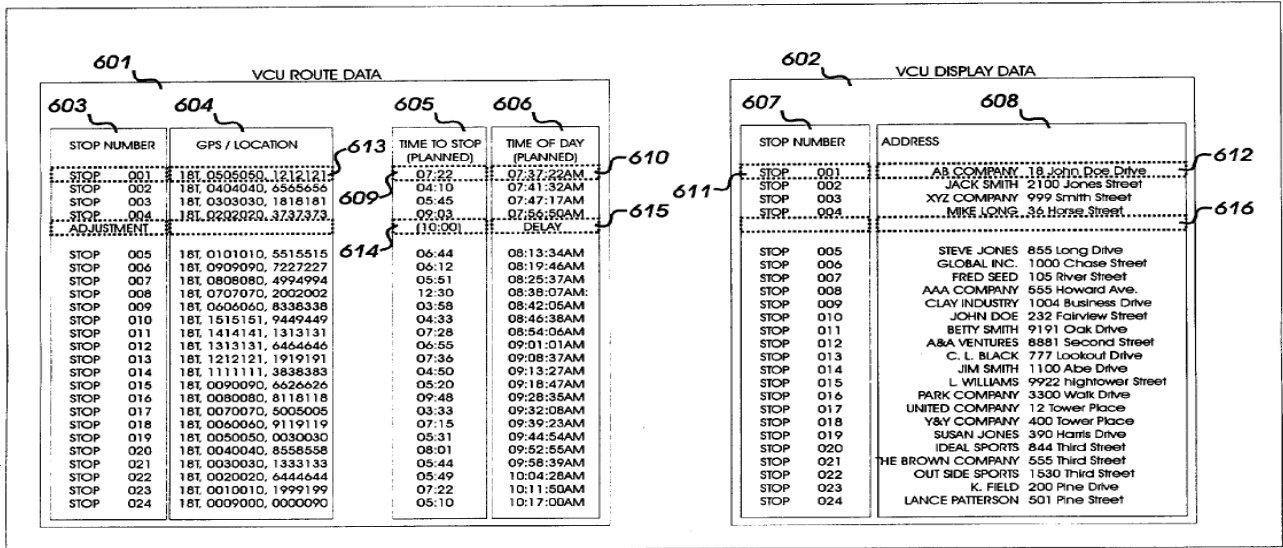 601
VCU ROUTE DATA
603 604 605 606
STOP NUMBER GPS / LOCATION TIME TO STOP (PLANNED) TIME OF DAY (PLANNED)
613
STOP 001 18T, 0505050, 1212121 07:22 07:37:22AM 610
STOP 002 18T, 0404040, 6565656 04:10 07:41:32AM
609
STOP 003 18T, 0303030, 1818181 05:45 07:47:17AM
STOP 004 18T, 0202020, 3737373 09:03 07:56:50AM 615
ADJUSTMENT 614 (10:00) DELAY
STOP 005 18T, 0101010, 5515515 06:44 08:13:34AM
STOP 006 18T, 0909090, 7227227 06:12 08:19:46AM
STOP 007 18T, 0808080, 4994994 05:51 08:25:37AM
STOP 008 18T, 0707070, 2002002 12:30 08:38:07AM:
STOP 009 18T, 0606060, 8338338 03:58 08:42:05AM
STOP 010 18T, 1515151, 9449449 04:33 08:46:38AM
STOP 011 18T, 1414141, 1313131 07:28 08:54:06AM
STOP 012 18T, 1313131, 6464646 06:55 09:01:01AM
STOP 013 18T, 1212121, 1919191 07:36 09:08:37AM
STOP 014 18T, 1111111, 3838383 04:50 09:13:27AM
STOP 015 18T, 0090090, 6626626 05:20 09:18:47AM
STOP 016 18T, 0080080, 8118118 09:48 09:28:35AM
STOP 017 18T, 0070070, 5005005 03:33 09:32:08AM
STOP 018 18T, 0060060, 9119119 07:15 09:39:23AM
STOP 019 18T, 0050050, 0030030 05:31 09:44:54AM
STOP 020 18T, 0040040, 8558558 08:01 09:52:55AM
STOP 021 18T, 0030030, 1333133 05:44 09:58:39AM
STOP 022 18T, 0020020, 6444644 05:49 10:04:28AM
STOP 023 18T, 0010010, 1999199 07:22 10:11:50AM
STOP 024 18T, 0009000, 0000090 05:10 10:17:00AM
602
VCU DISPLAY DATA
607 608
STOP NUMBER ADDRESS
612
STOP 001 AB COMPANY 18 John Doe Drive
611
STOP 002 JACK SMITH 2100 Jones Street
STOP 003 XYZ COMPANY 999 Smith Street
STOP 004 MIKE LONG 36 Horse Street
616
STOP 005 STEVE JONES 855 Long Drive
STOP 006 GLOBAL INC. 1000 Chase Street
STOP 007 FRED SEED 105 River Street
STOP 008 AAA COMPANY 555 Howard Ave.
STOP 009 CLAY INDUSTRY 1004 Business Drive
STOP 010 JOHN DOE 232 Fairview Street
STOP 011 BETTY SMITH 9191 Oak Drive
STOP 012 A&A VENTURES 8881 Second Street
STOP 013 C. L. BLACK 777 Lookout Drive
STOP 014 JIM SMITH 1100 Abe Drive
STOP 015 L. WILLIAMS 9922 hightower Street
STOP 016 PARK COMPANY 3300 Walk Drive
STOP 017 UNITED COMPANY 12 Tower Place
STOP 018 Y&Y COMPANY 400 Tower Place
STOP 019 SUSAN JONES 390 Harris Drive
STOP 020 IDEAL SPORTS 844 Third Street
STOP 021 THE BROWN COMPANY 555 Third Street
STOP 022 OUT SIDE SPORTS 1530 Third Street
STOP 023 K. FIELD 200 Pine Drive
STOP 024 LANCE PATTERSON 501 Pine Street